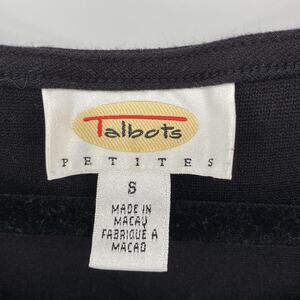 Talbots
PETITES
S
MADE IN
MACAU
FABRIQUÉ A
MACAO